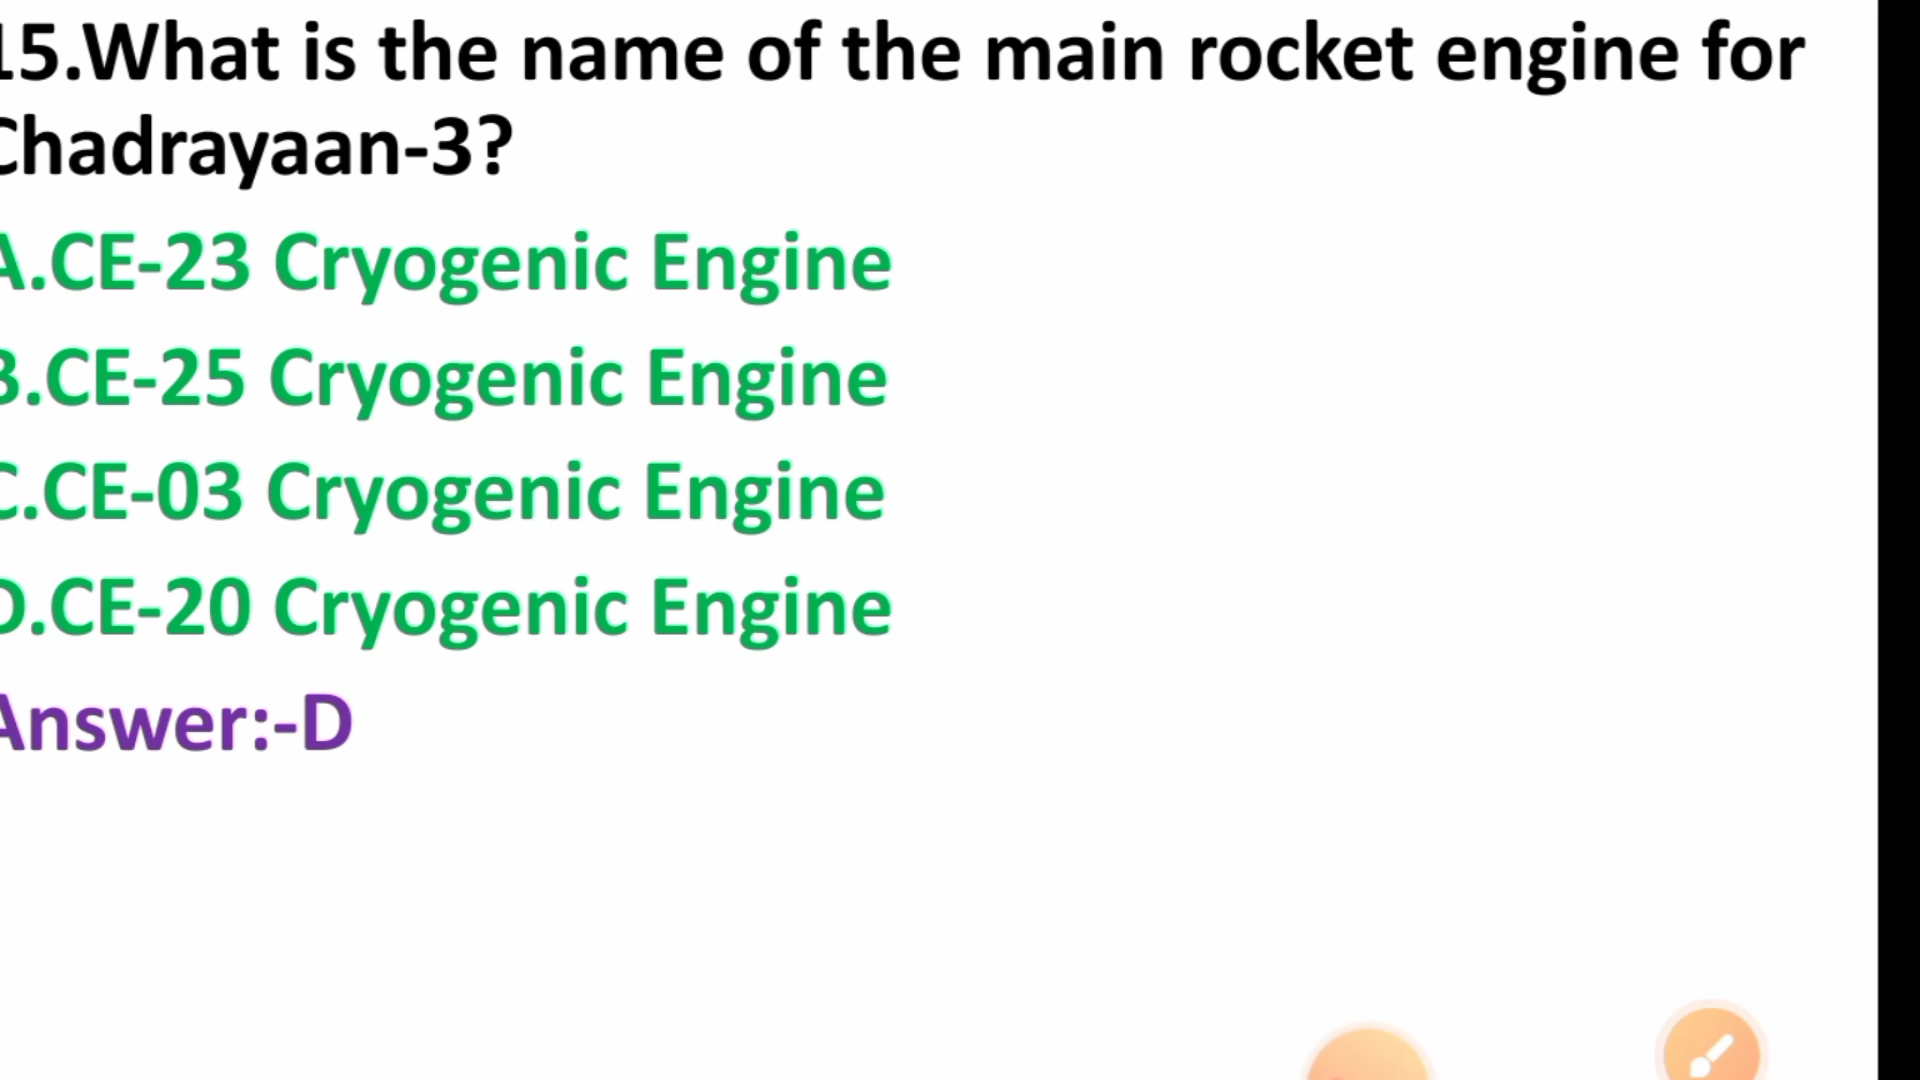 15.What is the name of the main rocket engine for
Chadrayaan-3?
A.CE-23 Cryogenic Engine
B.CE-25 Cryogenic Engine
C.CE-03 Cryogenic Engine
D.CE-20 Cryogenic Engine
Answer:-D